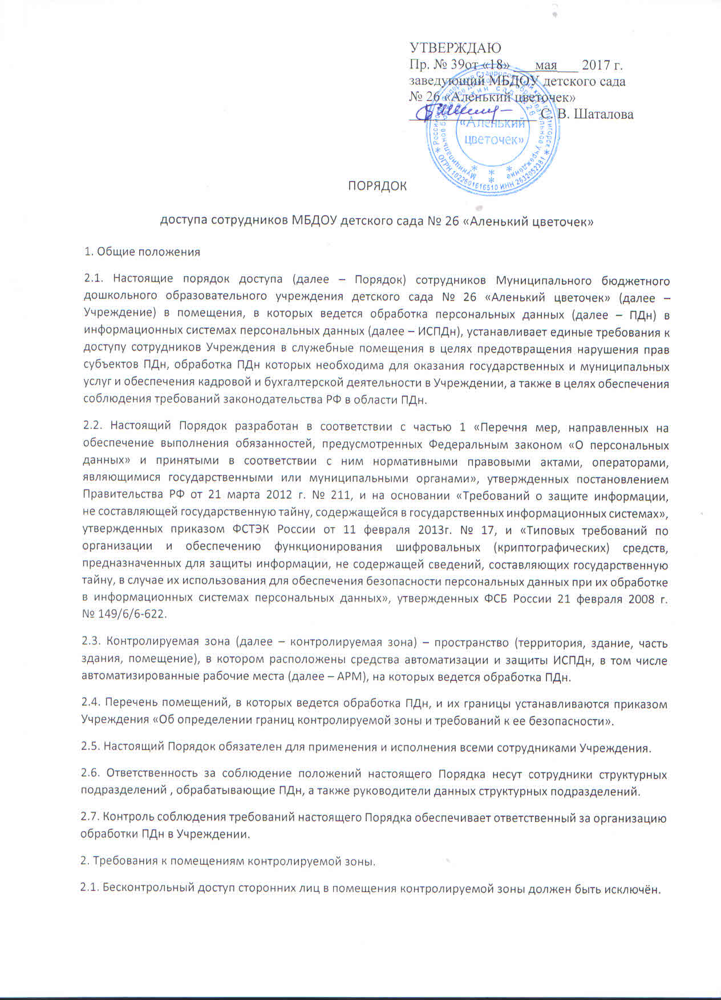 УТВЕРЖДАЮ
Пр. № 39от «18» ___мая___ 2017 г.
заведующий МБДОУ детского сада
№ 26 «Аленький цветочек»
С. В. Шаталова
«Аленький
цветочек»
ОГРН 1022601616510 ИНН 2632052381
ПОРЯДОК
доступа сотрудников МБДОУ детского сада № 26 «Аленький цветочек»
1. Общие положения
2.1. Настоящие порядок доступа (далее – Порядок) сотрудников Муниципального бюджетного
дошкольного образовательного учреждения детского сада № 26 «Аленький цветочек» (далее –
Учреждение) в помещения, в которых ведется обработка персональных данных (далее – ПДн) в
информационных системах персональных данных (далее – ИСПДн), устанавливает единые требования к
доступу сотрудников Учреждения в служебные помещения в целях предотвращения нарушения прав
субъектов ПДн, обработка ПДн которых необходима для оказания государственных и муниципальных
услуг и обеспечения кадровой и бухгалтерской деятельности в Учреждении, а также в целях обеспечения
соблюдения требований законодательства РФ в области ПДн.
2.2. Настоящий Порядок разработан в соответствии с частью 1 «Перечня мер, направленных на
обеспечение выполнения обязанностей, предусмотренных Федеральным законом «О персональных
данных» и принятыми в соответствии с ним нормативными правовыми актами, операторами,
являющимися государственными или муниципальными органами», утвержденных постановлением
Правительства РФ от 21 марта 2012 г. № 211, и на основании «Требований о защите информации,
не составляющей государственную тайну, содержащейся в государственных информационных системах»,
утвержденных приказом ФСТЭК России от 11 февраля 2013г. № 17, и «Типовых требований по
организации и обеспечению функционирования шифровальных (криптографических) средств,
предназначенных для защиты информации, не содержащей сведений, составляющих государственную
тайну, в случае их использования для обеспечения безопасности персональных данных при их обработке
в информационных системах персональных данных», утвержденных ФСБ России 21 февраля 2008 г.
№ 149/6/6-622.
2.3. Контролируемая зона (далее – контролируемая зона) – пространство (территория, здание, часть
здания, помещение), в котором расположены средства автоматизации и защиты ИСПДн, в том числе
автоматизированные рабочие места (далее – АРМ), на которых ведется обработка ПДн.
2.4. Перечень помещений, в которых ведется обработка ПДн, и их границы устанавливаются приказом
Учреждения «Об определении границ контролируемой зоны и требований к ее безопасности».
2.5. Настоящий Порядок обязателен для применения и исполнения всеми сотрудниками Учреждения.
2.6. Ответственность за соблюдение положений настоящего Порядка несут сотрудники структурных
подразделений , обрабатывающие ПДн, а также руководители данных структурных подразделений.
2.7. Контроль соблюдения требований настоящего Порядка обеспечивает ответственный за организацию
обработки ПДн в Учреждении.
2. Требования к помещениям контролируемой зоны.
2.1. Бесконтрольный доступ сторонних лиц в помещения контролируемой зоны должен быть исключён.